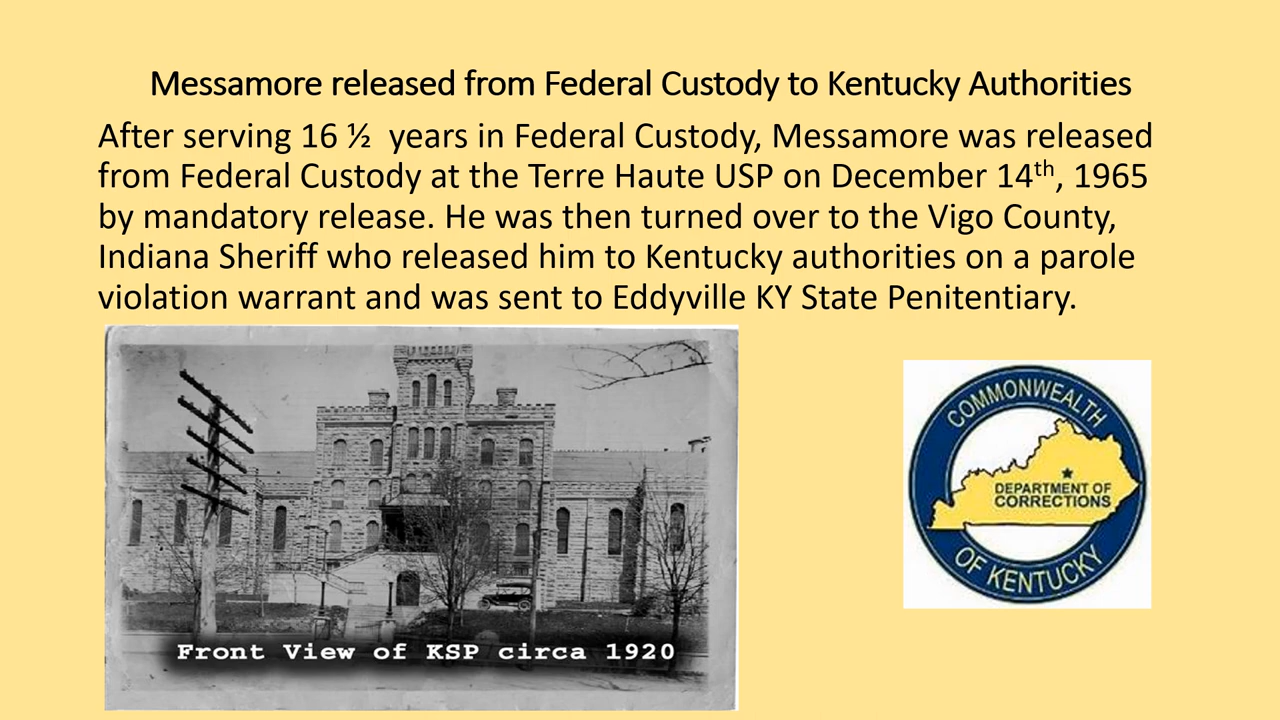 Messamore released from Federal Custody to Kentucky Authorities
After serving 16 ½ years in Federal Custody, Messamore was released
from Federal Custody at the Terre Haute USP on December 14th, 1965
by mandatory release. He was then turned over to the Vigo County,
Indiana Sheriff who released him to Kentucky authorities on a parole
violation warrant and was sent to Eddyville KY State Penitentiary.
Front View of KSP circa 1920
COMMONWEALTH
DEPARTMENT OF
CORRECTIONS
OF KENTUCKY